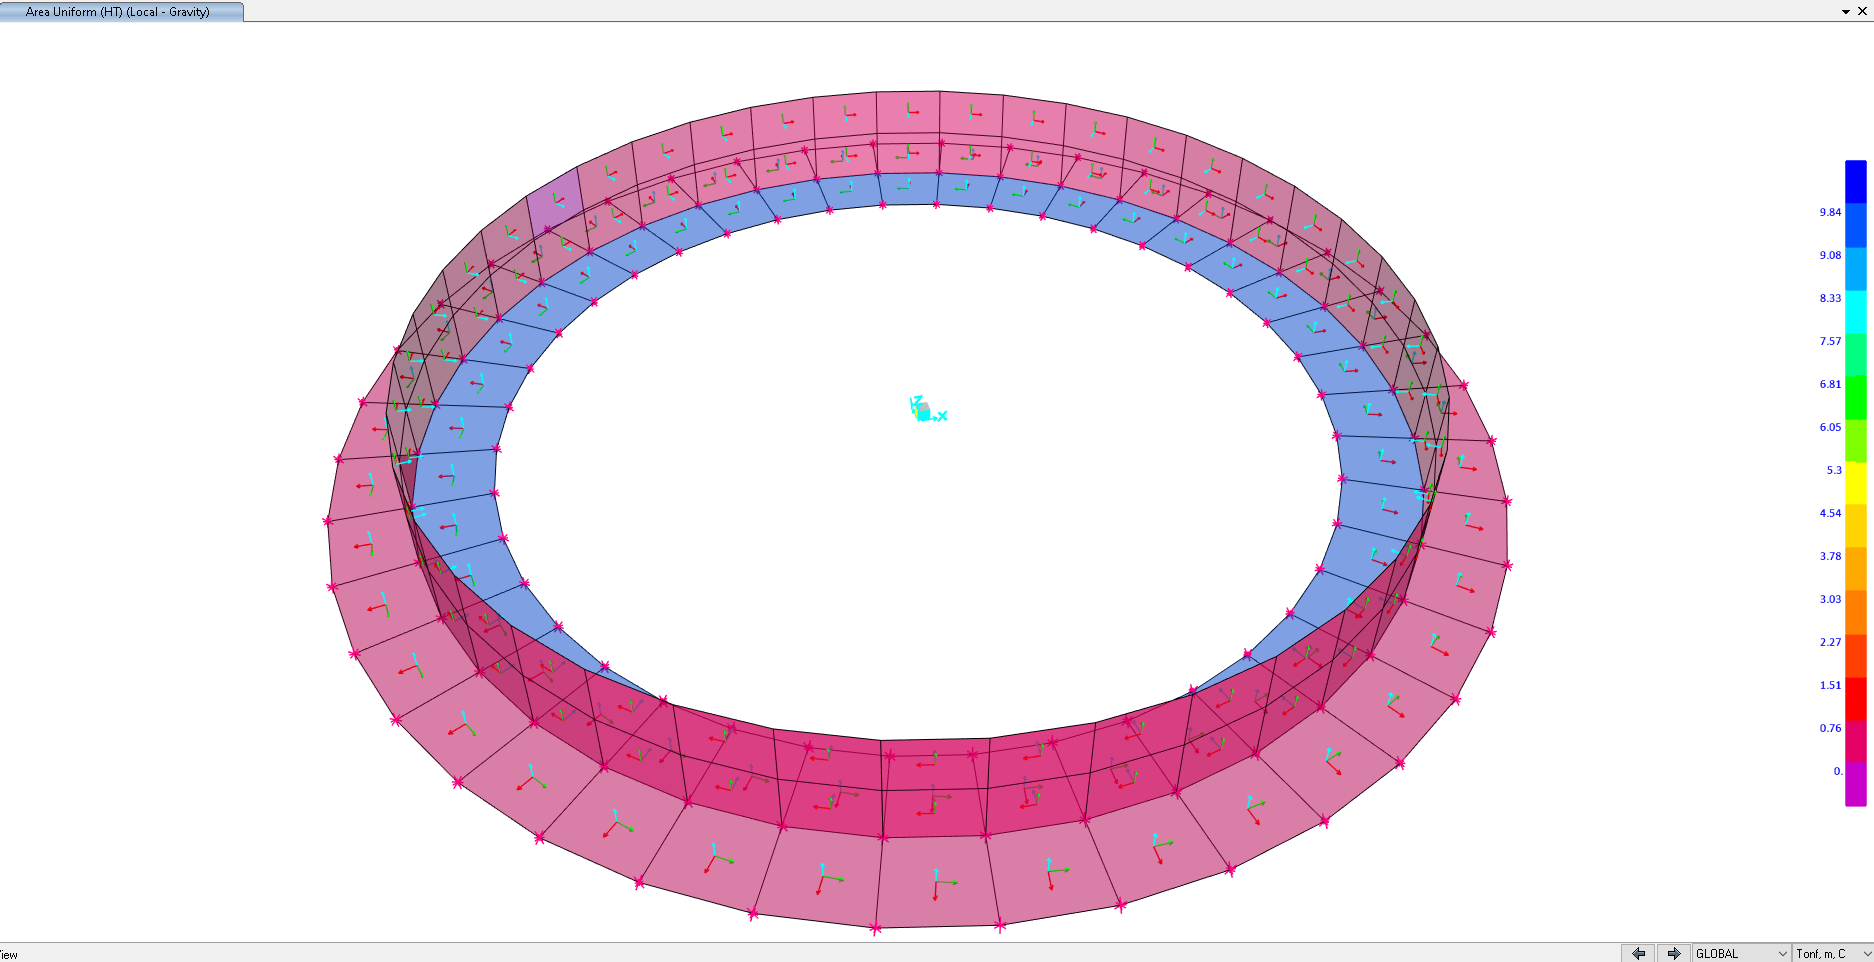 Area Uniform (HT) (Local - Gravity)
9.84
9.08
8.33
7.57
6.81
6.05
5.3
4.54
3.78
3.03
2.27
1.51
0.76
0.
Z
X
iew
GLOBAL
Tonf, m, C